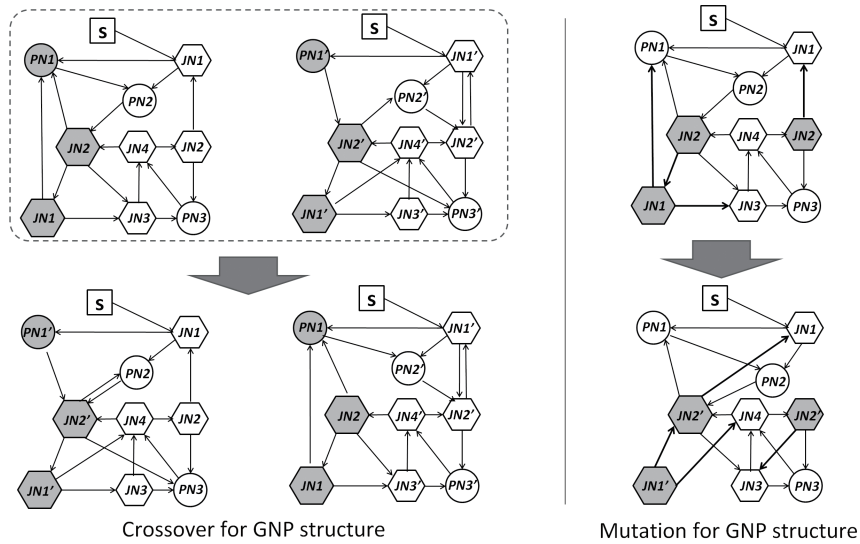 S
PN1
JN1
PN2
JN2
JN4
JN2
JN1
JN3
PN3
S
PN1'
JN1'
PN2'
JN2'
JN4'
JN2'
JN1'
JN3'
PN3'
S
PN1'
JN1
PN2
JN2'
JN4
JN2
JN1'
JN3
PN3
S
PN1
JN1'
PN2'
JN2
JN4'
JN2'
JN1
JN3'
PN3'
Crossover for GNP structure
S
PN1
JN1
PN2
JN2
JN4
JN2
JN1
JN3
PN3
S
PN1
JN1
PN2
JN2'
JN4
JN2'
JN1'
JN3
PN3
Mutation for GNP structure